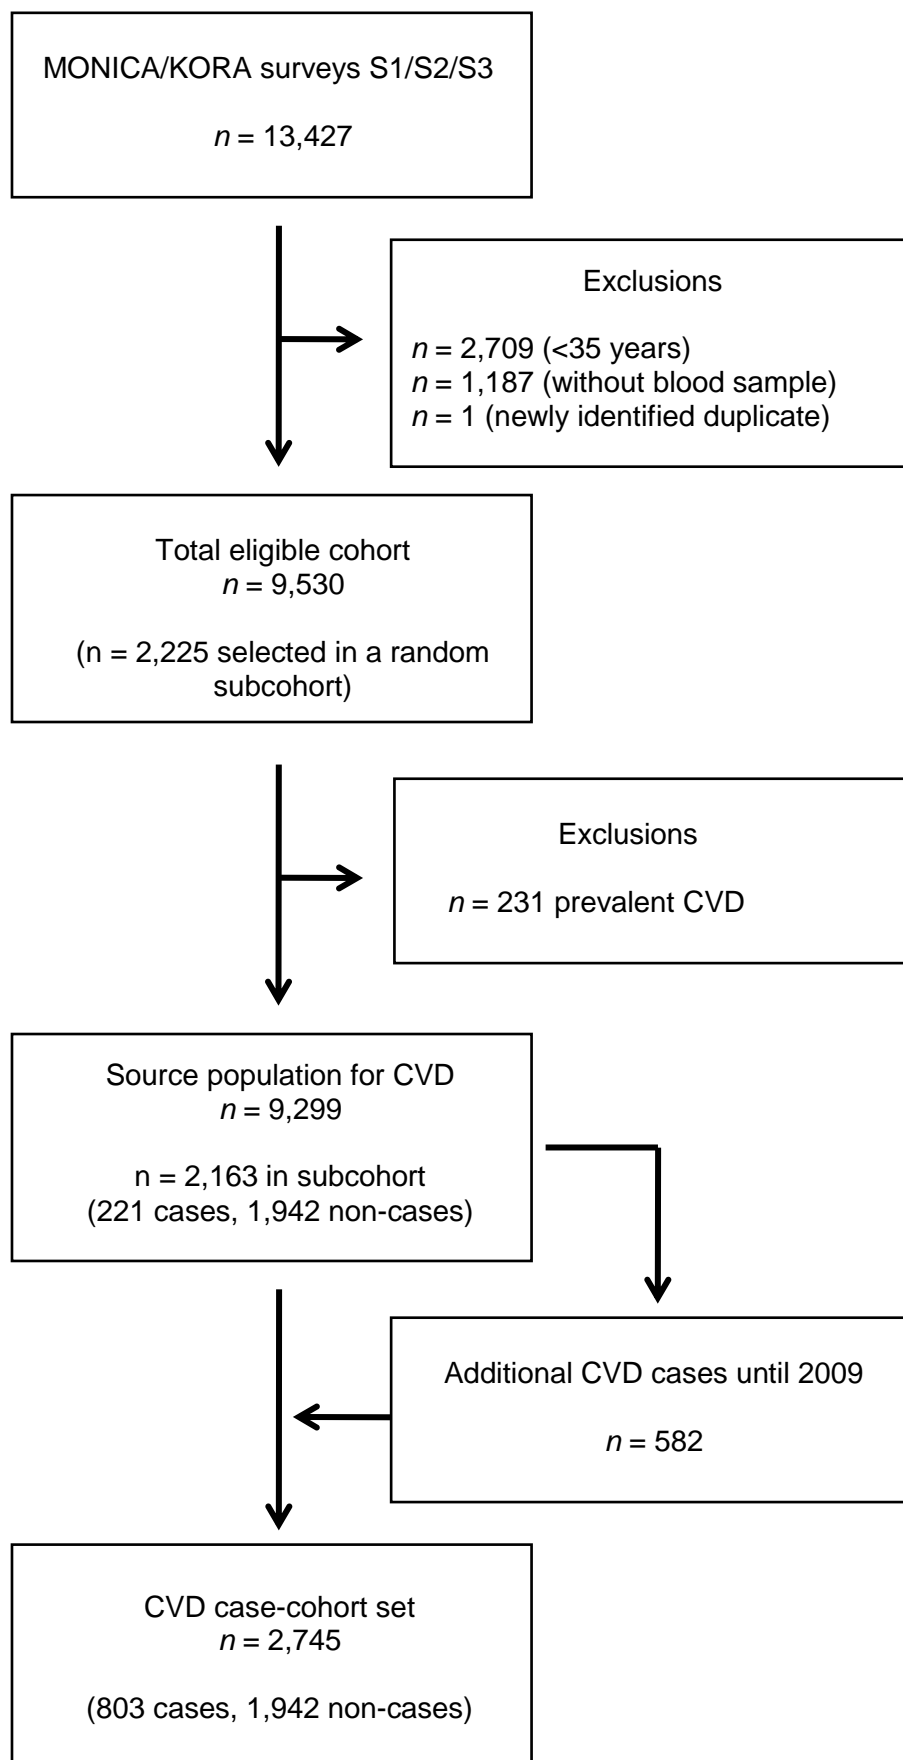 MONICA/KORA surveys S1/S2/S3
n = 13,427
Exclusions
n = 2,709 (<35 years)
n = 1,187 (without blood sample)
n = 1 (newly identified duplicate)
Total eligible cohort
n = 9,530
(n = 2,225 selected in a random
subcohort)
Exclusions
n = 231 prevalent CVD
Source population for CVD
n = 9,299
n = 2,163 in subcohort
(221 cases, 1,942 non-cases)
Additional CVD cases until 2009
n = 582
CVD case-cohort set
n = 2,745
(803 cases, 1,942 non-cases)